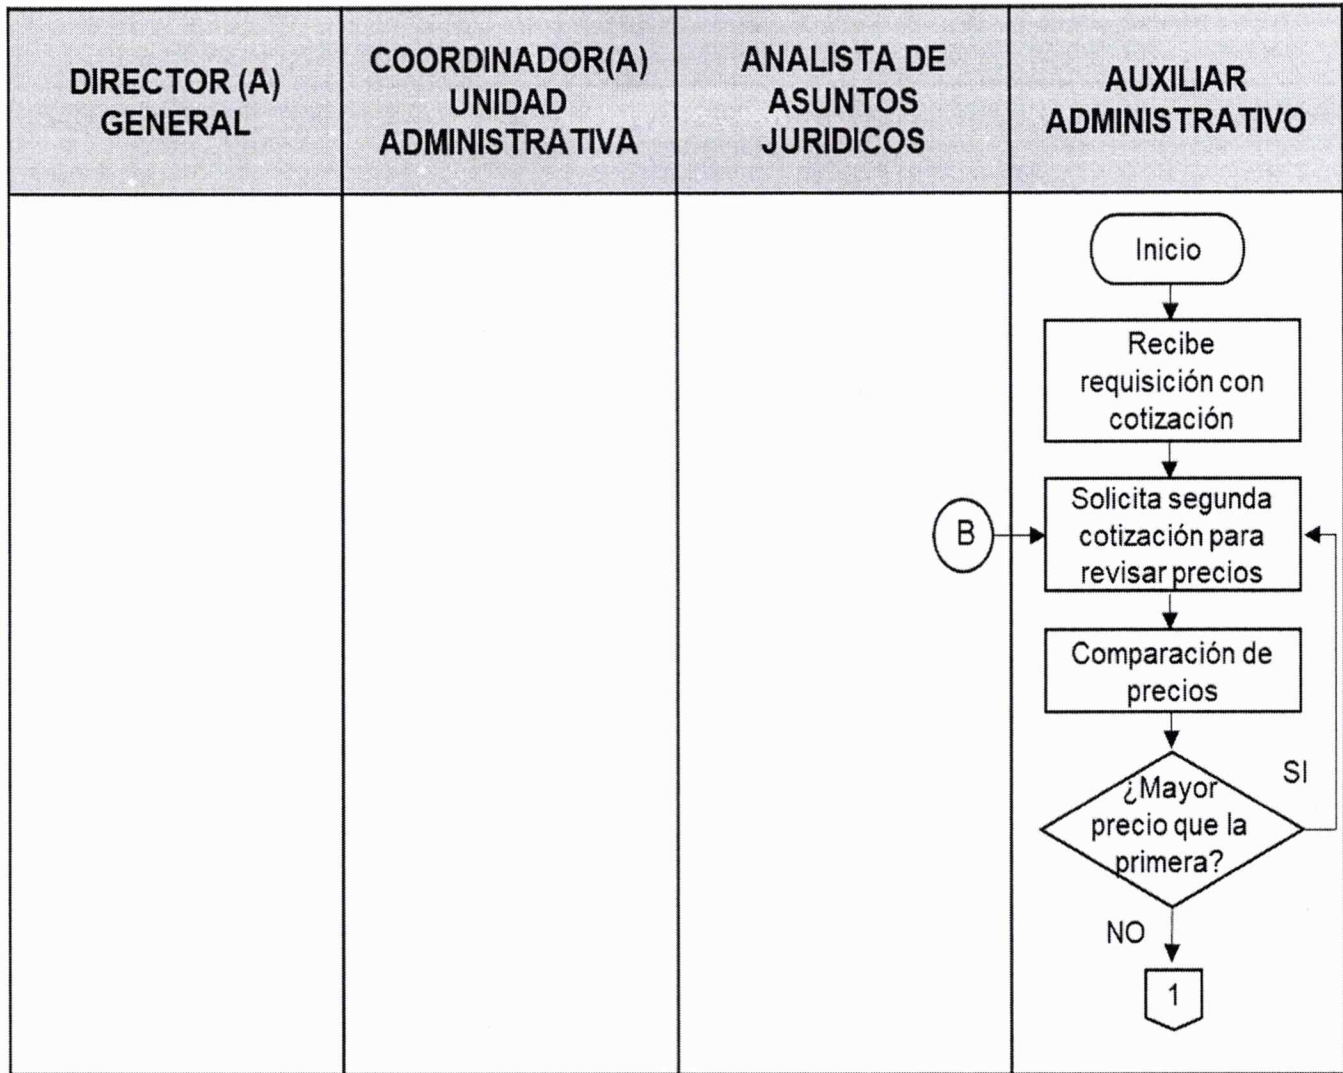 DIRECTOR (A)
GENERAL
COORDINADOR(A)
UNIDAD
ADMINISTRATIVA
ANALISTA DE
ASUNTOS
JURIDICOS
AUXILIAR
ADMINISTRATIVO
Inicio
Recibe
requisición con
cotización
B
Solicita segunda
cotización para
revisar precios
Comparación de
precios
¿Mayor
precio que la
primera?
SI
NO
1